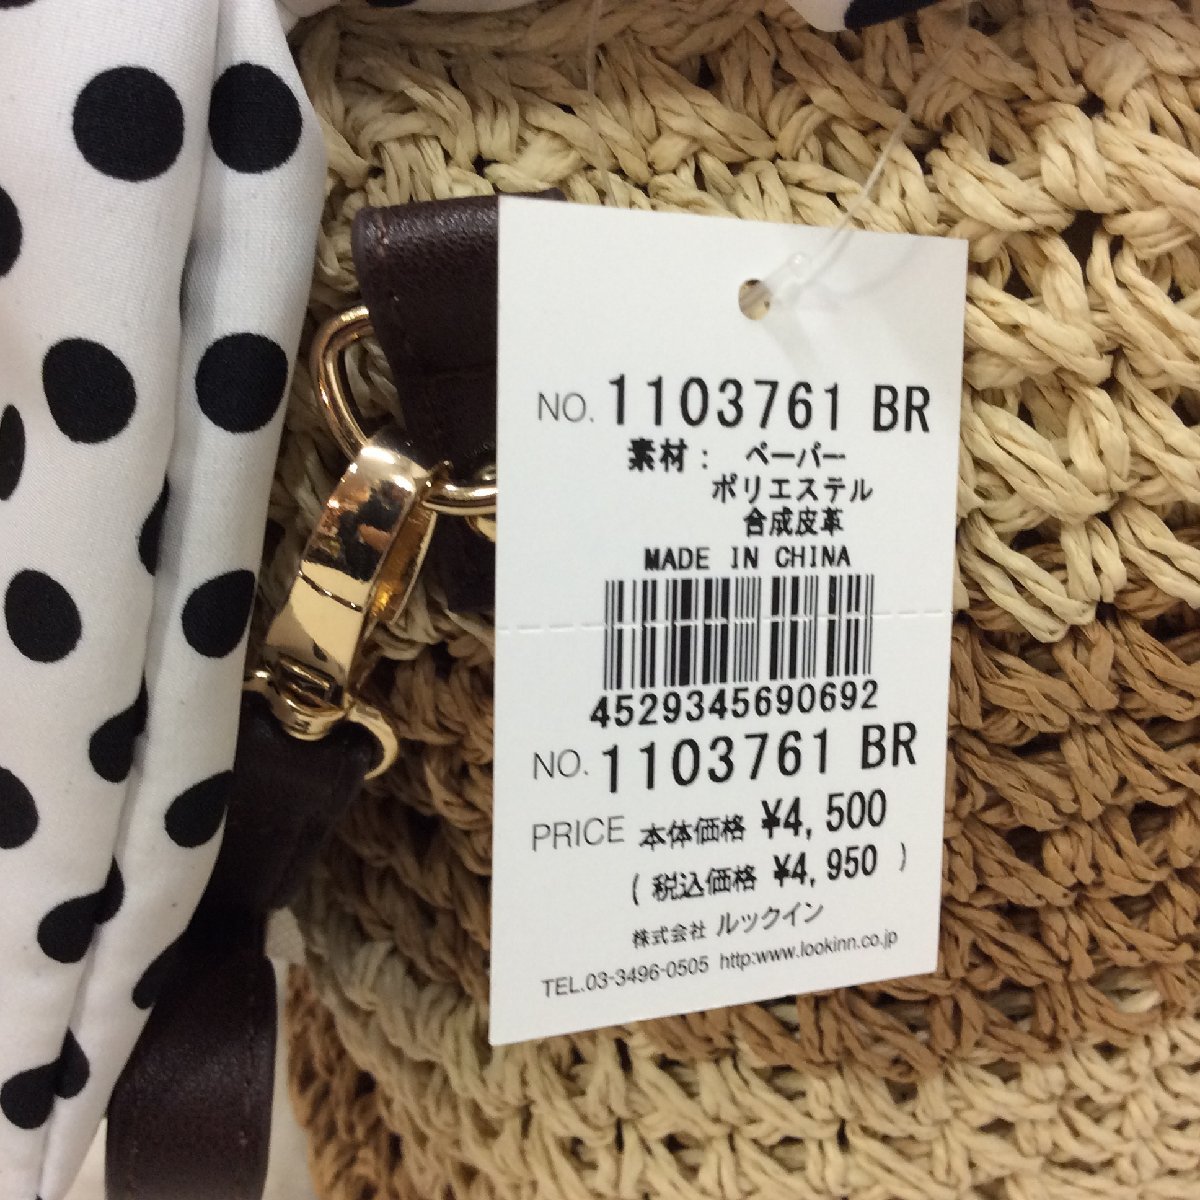 NO. 1103761 BR
素材： ペーパー
ポリエステル
合成皮革
MADE IN CHINA
4529345690692
NO. 1103761 BR
PRICE 本体価格 ¥4,500
( 税込価格 ¥4,950 )
株式会社 ルックイン
TEL.03-3496-0505 http:www.lookinn.co.jp